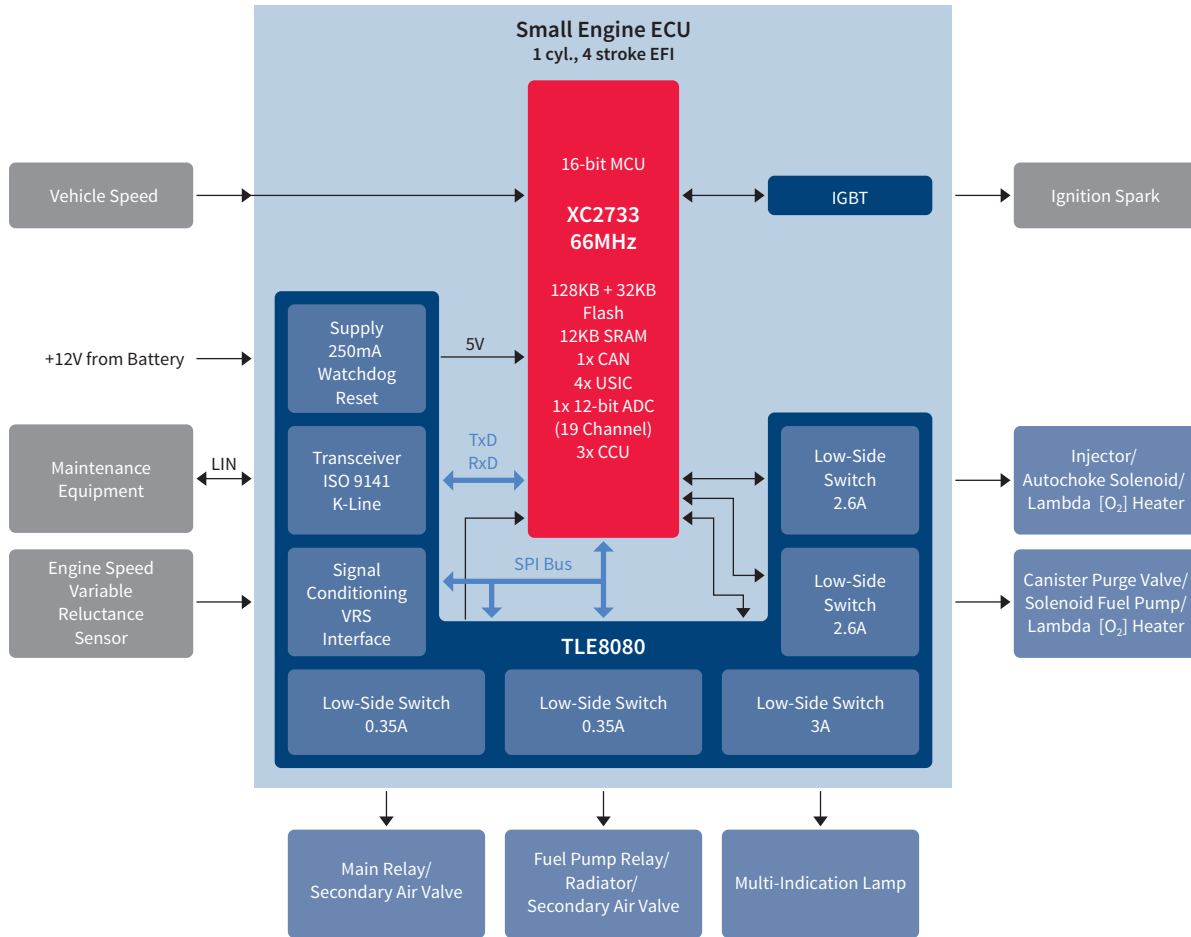 Small Engine ECU
1 cyl., 4 stroke EFI
Vehicle Speed
16-bit MCU
XC2733
66MHz
128KB + 32KB
Flash
12KB SRAM
1x CAN
4x USIC
1x 12-bit ADC
(19 Channel)
3x CCU
IGBT
Ignition Spark
+12V from Battery
Supply
250mA
Watchdog
Reset
5V
Maintenance
Equipment
LIN
Transceiver
ISO 9141
K-Line
TxD
RxD
Low-Side
Switch
2.6A
Injector/
Autochoke Solenoid/
Lambda [O₂] Heater
Engine Speed
Variable
Reluctance
Sensor
Signal
Conditioning
VRS
Interface
SPI Bus
Low-Side
Switch
2.6A
Canister Purge Valve/
Solenoid Fuel Pump/
Lambda [O₂] Heater
TLE8080
Low-Side Switch
0.35A
Low-Side Switch
0.35A
Low-Side Switch
3A
Main Relay/
Secondary Air Valve
Fuel Pump Relay/
Radiator/
Secondary Air Valve
Multi-Indication Lamp